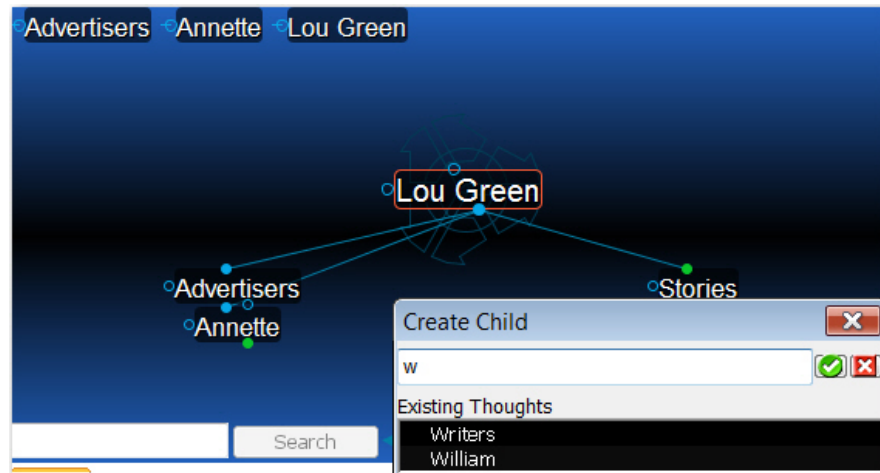 Advertisers Annette Lou Green
Lou Green
Advertisers Stories
Annette
Create Child
w
Existing Thoughts
Writers
William
Search